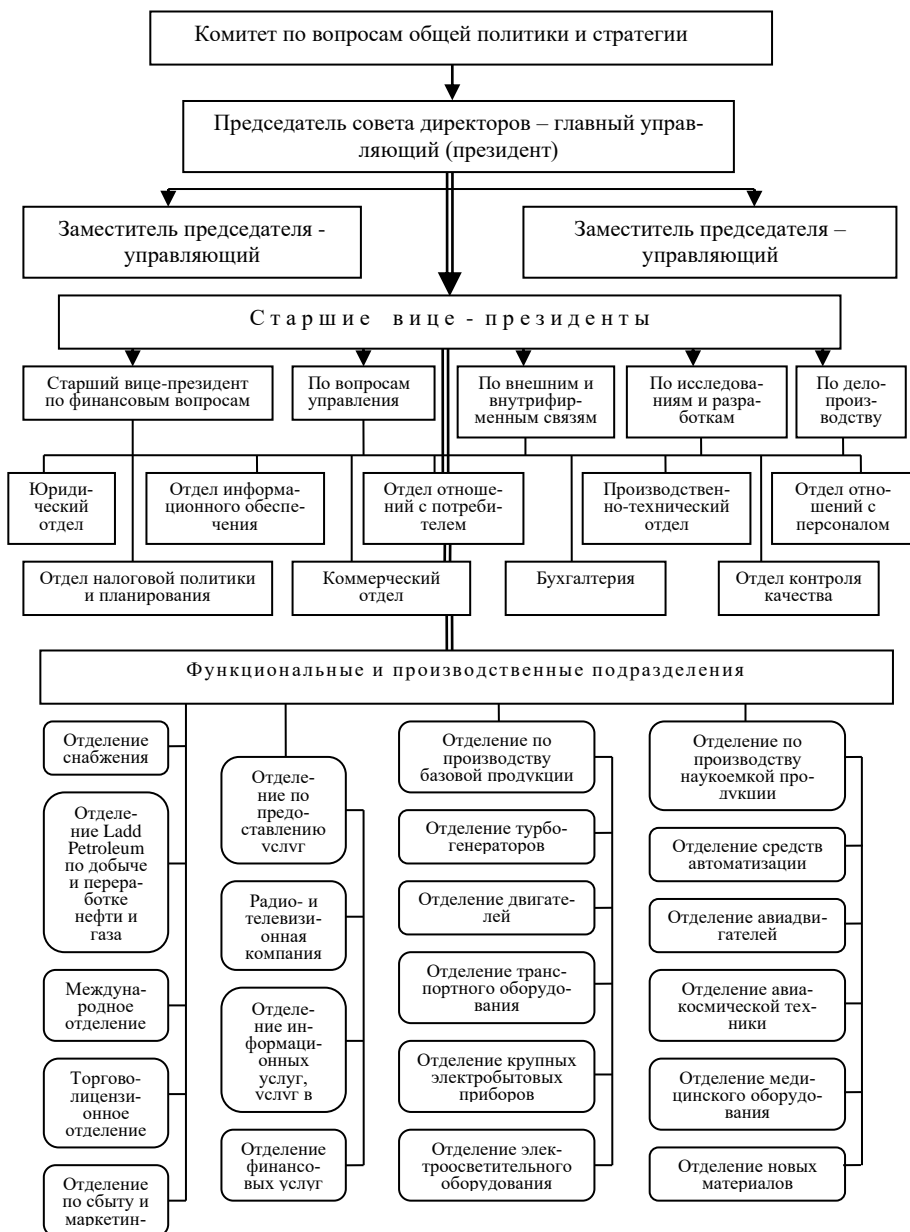 Комитет по вопросам общей политики и стратегии
Председатель совета директоров – главный управ-
ляющий (президент)
Заместитель председателя -
управляющий
Заместитель председателя –
управляющий
Старшие вице - президенты
Старший вице-президент
по финансовым вопросам
По вопросам
управления
По внешним и
внутрифир-
менным связям
По исследова-
ниям и разра-
боткам
По дело-
произ-
водству
Юриди-
ческий
отдел
Отдел информа-
ционного обеспе-
чения
Отдел отноше-
ний с потреби-
телем
Производствен-
но-технический
отдел
Отдел отно-
шений с
персоналом
Отдел налоговой политики
и планирования
Коммерческий
отдел
Бухгалтерия
Отдел контроля
качества
Функциональные и производственные подразделения
Отделение
снабжения
Отделе-
ние Ladd
Petroleum
по добыче
и перера-
ботке
нефти и
газа
Междуна-
родное
отделение
Торгово-
лицензи-
онное
отделение
Отделение
по сбыту и
маркетин-
Отделе-
ние по
предо-
ставлению
услуг
Радио- и
телевизи-
онная
компания
Отделе-
ние ин-
формаци-
онных
услуг,
услуг в
Отделение
финансо-
вых услуг
Отделение по
производству
базовой продукции
Отделение турбо-
генераторов
Отделение двигате-
лей
Отделение транс-
портного оборудо-
вания
Отделение крупных
электробытовых
приборов
Отделение элек-
троосветительного
оборудования
Отделение по
производству
наукоемкой про-
дукции
Отделение средств
автоматизации
Отделение авиадви-
гателей
Отделение авиа-
космической тех-
ники
Отделение меди-
цинского оборудо-
вания
Отделение новых
материалов